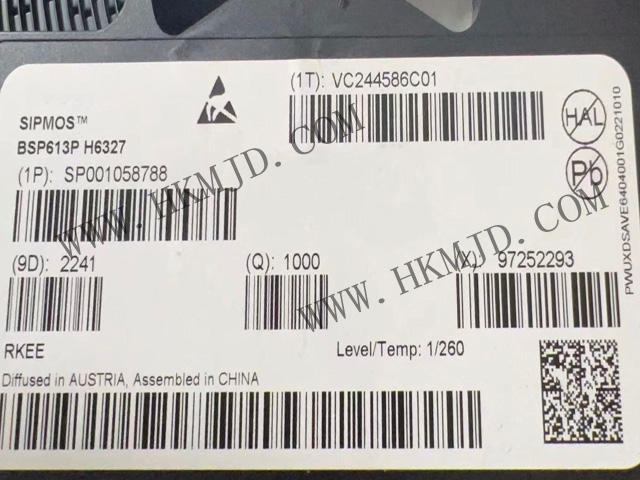 (1T): VC244586C01
SIPMOS™
BSP613P H6327
HAL
(1P): SP001058788
Pb
WWW.HKMJD.COM
(9D): 2241
(Q): 1000
(X): 97252293
WWW.HKMJD.COM
RKEE
Level/Temp: 1/260
Diffused in AUSTRIA, Assembled in CHINA
PWUXDSAVE6404001G0221010